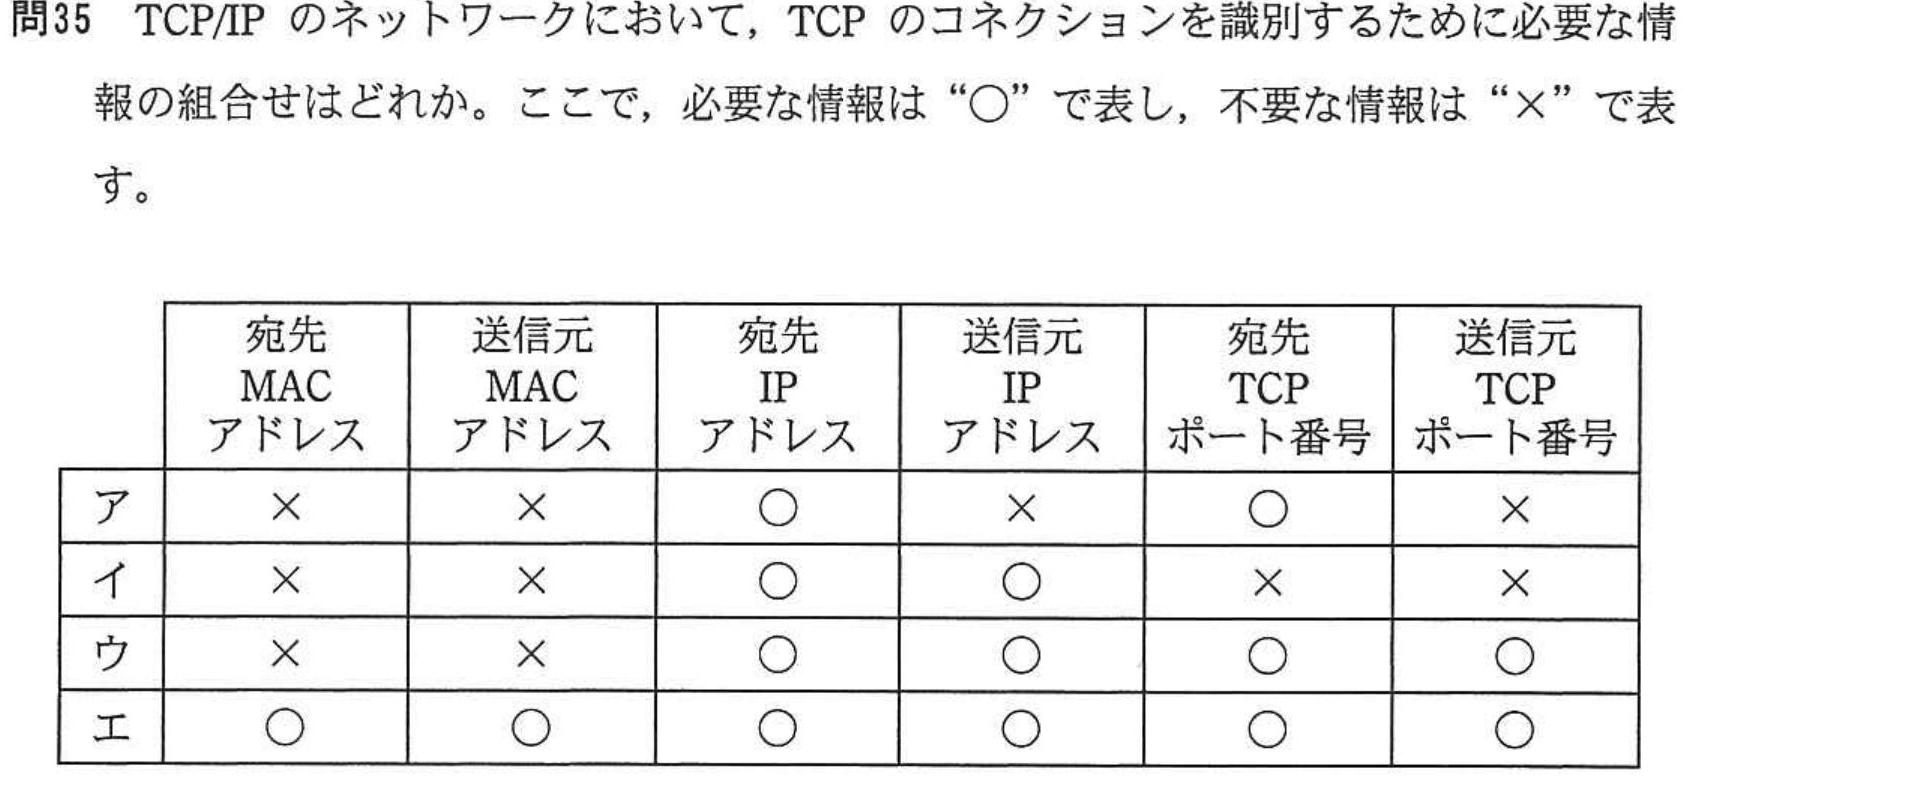 問35 TCP/IP のネットワークにおいて，TCP のコネクションを識別するために必要な情
報の組合せはどれか。ここで，必要な情報は“○”で表し，不要な情報は“×”で表
す。
宛先 MAC アドレス 送信元 MAC アドレス 宛先 IP アドレス 送信元 IP アドレス 宛先 TCP ポート番号 送信元 TCP ポート番号
ア × × ○ × ○ ×
イ × × ○ ○ × ×
ウ × × ○ ○ ○ ○
エ ○ ○ ○ ○ ○ ○